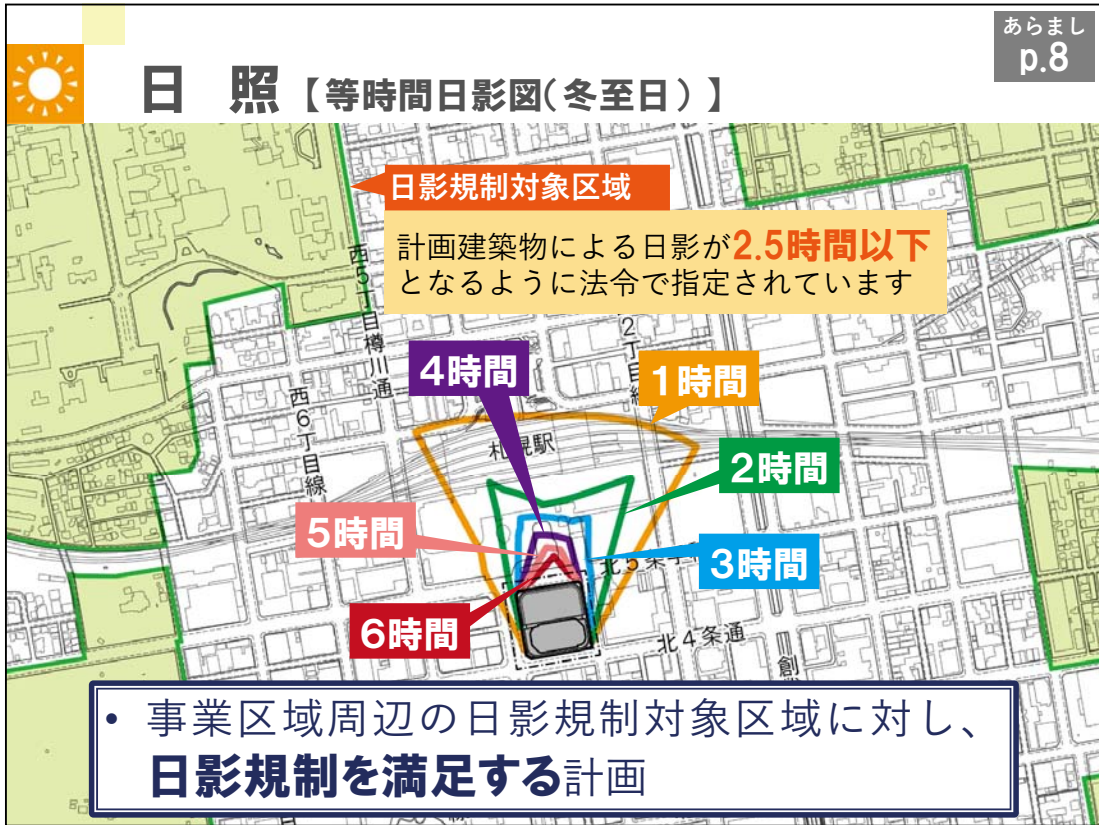 あらまし
p.8
日 照【等時間日影図(冬至日)】
日影規制対象区域
計画建築物による日影が2.5時間以下
となるように法令で指定されています
西5丁目樽川通
2丁目線
西6丁目線
4時間
1時間
札幌駅
2時間
5時間
3時間
北5条手稲
6時間
北4条通
創
• 事業区域周辺の日影規制対象区域に対し、
日影規制を満足する計画